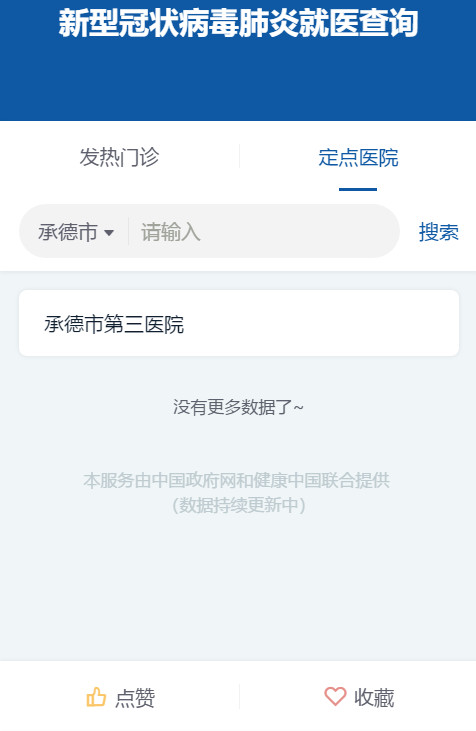 新型冠状病毒肺炎就医查询
发热门诊
定点医院
承德市
请输入
搜索
承德市第三医院
没有更多数据了~
本服务由中国政府网和健康中国联合提供
（数据持续更新中）
点赞
收藏